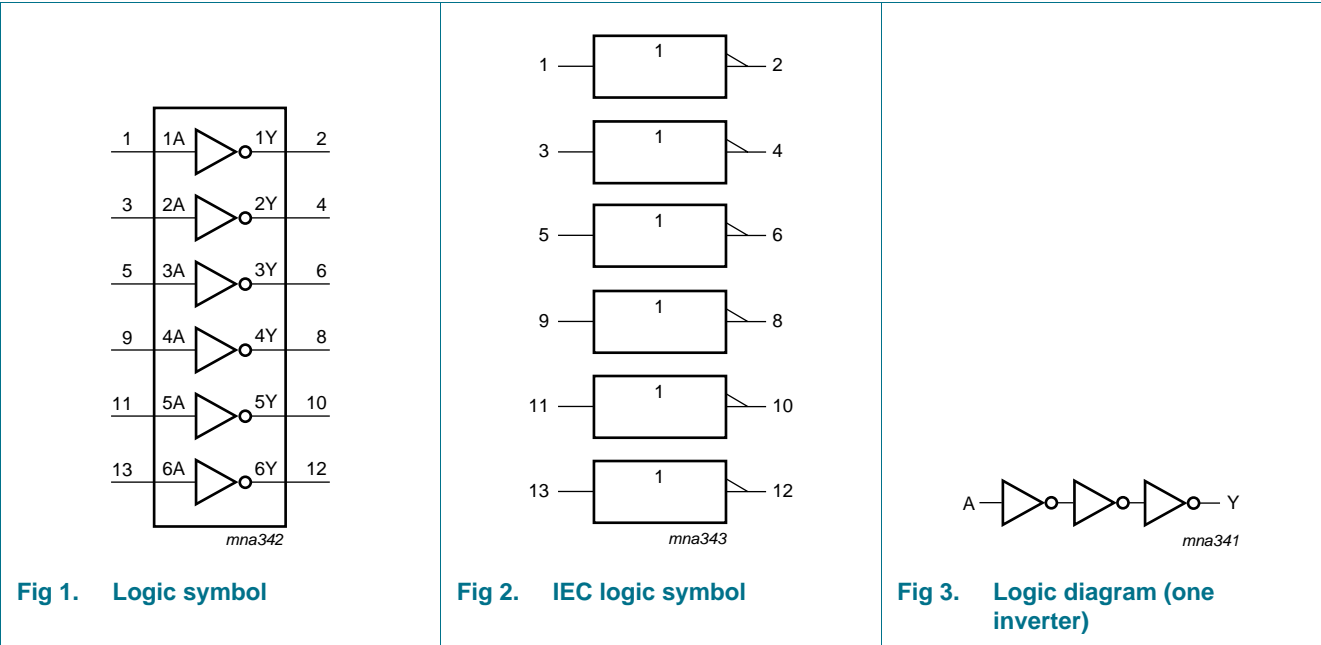 1 1A 1Y 2
3 2A 2Y 4
5 3A 3Y 6
9 4A 4Y 8
11 5A 5Y 10
13 6A 6Y 12
mna342
Fig 1. Logic symbol
1 1 2
3 1 4
5 1 6
9 1 8
11 1 10
13 1 12
mna343
Fig 2. IEC logic symbol
A Y
mna341
Fig 3. Logic diagram (one
inverter)